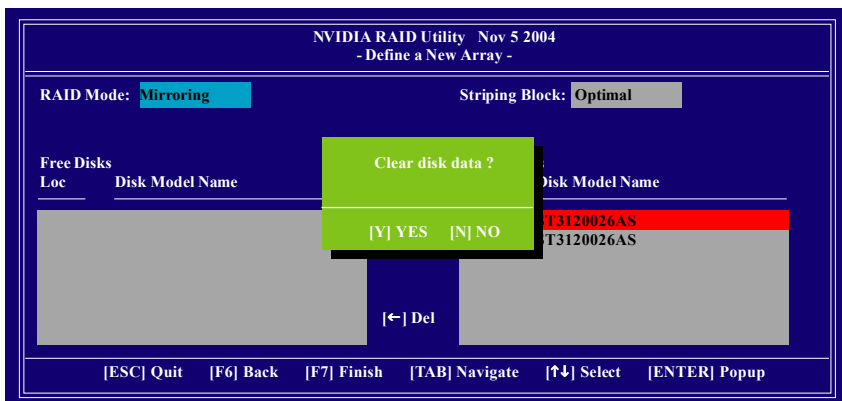 NVIDIA RAID Utility Nov 5 2004
- Define a New Array -
RAID Mode: Mirroring Striping Block: Optimal
Clear disk data ?
Free Disks
Loc Disk Model Name Disk Model Name
[Y] YES [N] NO
ST3120026AS
ST3120026AS
[←] Del
[ESC] Quit [F6] Back [F7] Finish [TAB] Navigate [↑↓] Select [ENTER] Popup